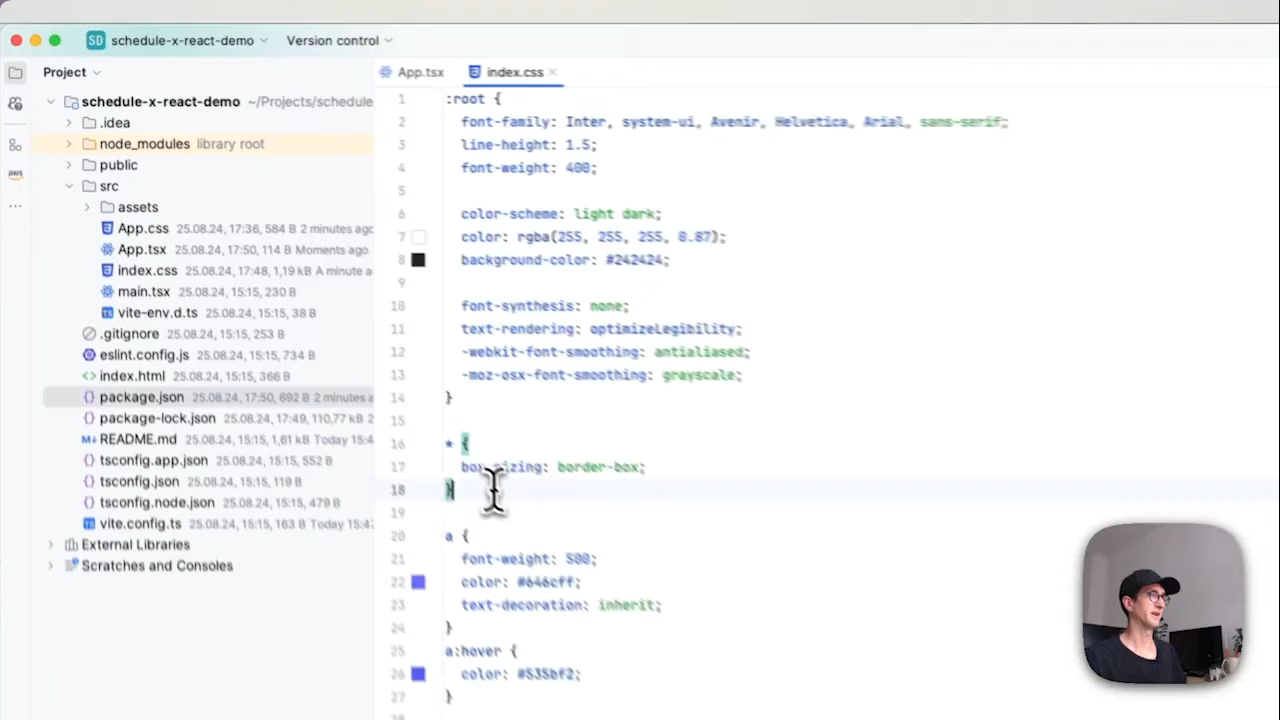 SD schedule-x-react-demo Version control
Project
App.tsx
index.css
schedule-x-react-demo ~/Projects/schedule
.idea
node_modules library root
public
src
assets
App.css 25.08.24, 17:36, 584 B 2 minutes ago
App.tsx 25.08.24, 17:50, 114 B Moments ago
index.css 25.08.24, 17:48, 1,19 kB A minute a
main.tsx 25.08.24, 15:15, 230 B
vite-env.d.ts 25.08.24, 15:15, 38 B
.gitignore 25.08.24, 15:15, 253 B
eslint.config.js 25.08.24, 15:15, 734 B
index.html 25.08.24, 15:15, 366 B
package.json 25.08.24, 17:50, 692 B 2 minutes a
package-lock.json 25.08.24, 17:49, 110,77 kB 2
README.md 25.08.24, 15:15, 1,61 kB Today 15:4
tsconfig.app.json 25.08.24, 15:15, 552 B
tsconfig.json 25.08.24, 15:15, 119 B
tsconfig.node.json 25.08.24, 15:15, 479 B
vite.config.ts 25.08.24, 15:15, 163 B Today 15:4
External Libraries
Scratches and Consoles
aws
1 :root {
2 font-family: Inter, system-ui, Avenir, Helvetica, Arial, sans-serif;
3 line-height: 1.5;
4 font-weight: 400;
5
6 color-scheme: light dark;
7 color: rgba(255, 255, 255, 0.87);
8 background-color: #242424;
9
10 font-synthesis: none;
11 text-rendering: optimizeLegibility;
12 -webkit-font-smoothing: antialiased;
13 -moz-osx-font-smoothing: grayscale;
14 }
15
16 * {
17 box-sizing: border-box;
18 }
19
20 a {
21 font-weight: 500;
22 color: #646cff;
23 text-decoration: inherit;
24 }
25 a:hover {
26 color: #535bf2;
27 }
28